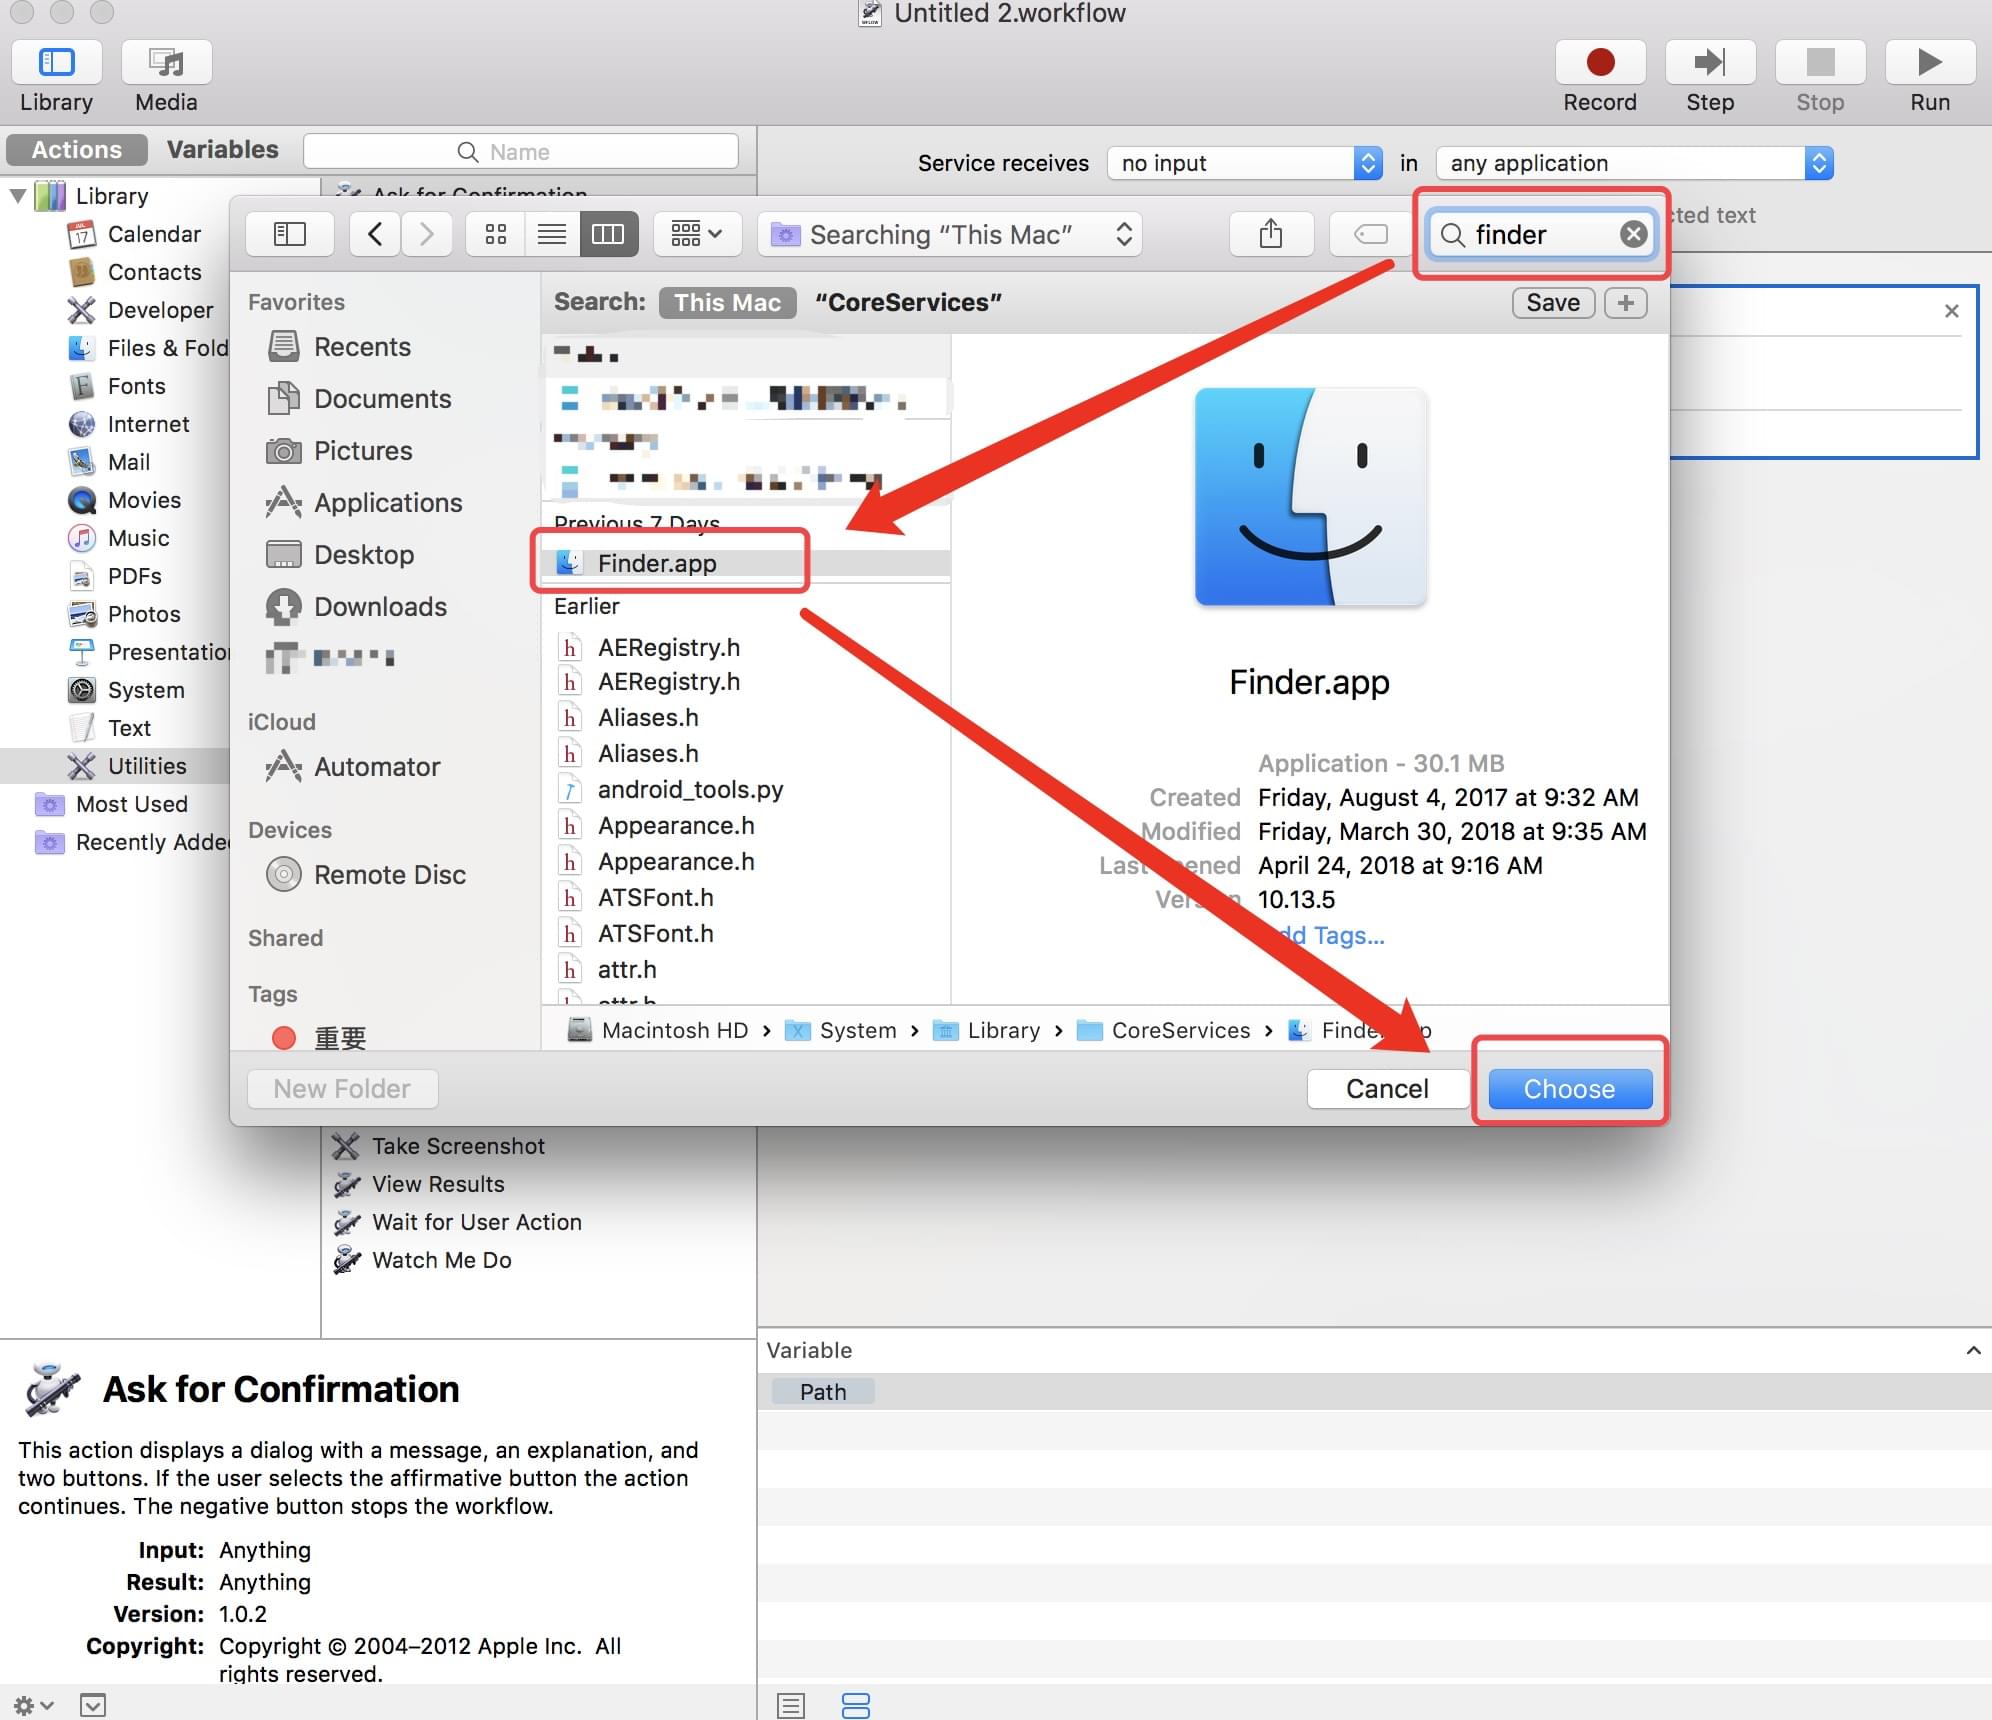 Untitled 2.workflow
Library
Media
Record
Step
Stop
Run
Actions
Variables
Name
Service receives
no input
in
any application
Library
Calendar
Contacts
Developer
Files & Fold
Fonts
Internet
Mail
Movies
Music
PDFs
Photos
Presentatio
System
Text
Utilities
Most Used
Recently Adde
Ask for Confirmation
cted text
Searching “This Mac”
finder
Favorites
Recents
Documents
Pictures
Applications
Desktop
Downloads
iCloud
Automator
Devices
Remote Disc
Shared
Tags
重要
Search:
This Mac
“CoreServices”
Save
Previous 7 Days
Finder.app
Earlier
AERegistry.h
AERegistry.h
Aliases.h
Aliases.h
android_tools.py
Appearance.h
Appearance.h
ATSFont.h
ATSFont.h
attr.h
attr.h
Finder.app
Application - 30.1 MB
Created Friday, August 4, 2017 at 9:32 AM
Modified Friday, March 30, 2018 at 9:35 AM
Last April 24, 2018 at 9:16 AM
10.13.5
Tags...
Macintosh HD › System › Library › CoreServices ›
New Folder
Cancel
Choose
Take Screenshot
View Results
Wait for User Action
Watch Me Do
Variable
Path
Ask for Confirmation
This action displays a dialog with a message, an explanation, and
two buttons. If the user selects the affirmative button the action
continues. The negative button stops the workflow.
Input: Anything
Result: Anything
Version: 1.0.2
Copyright: Copyright © 2004–2012 Apple Inc. All
rights reserved.